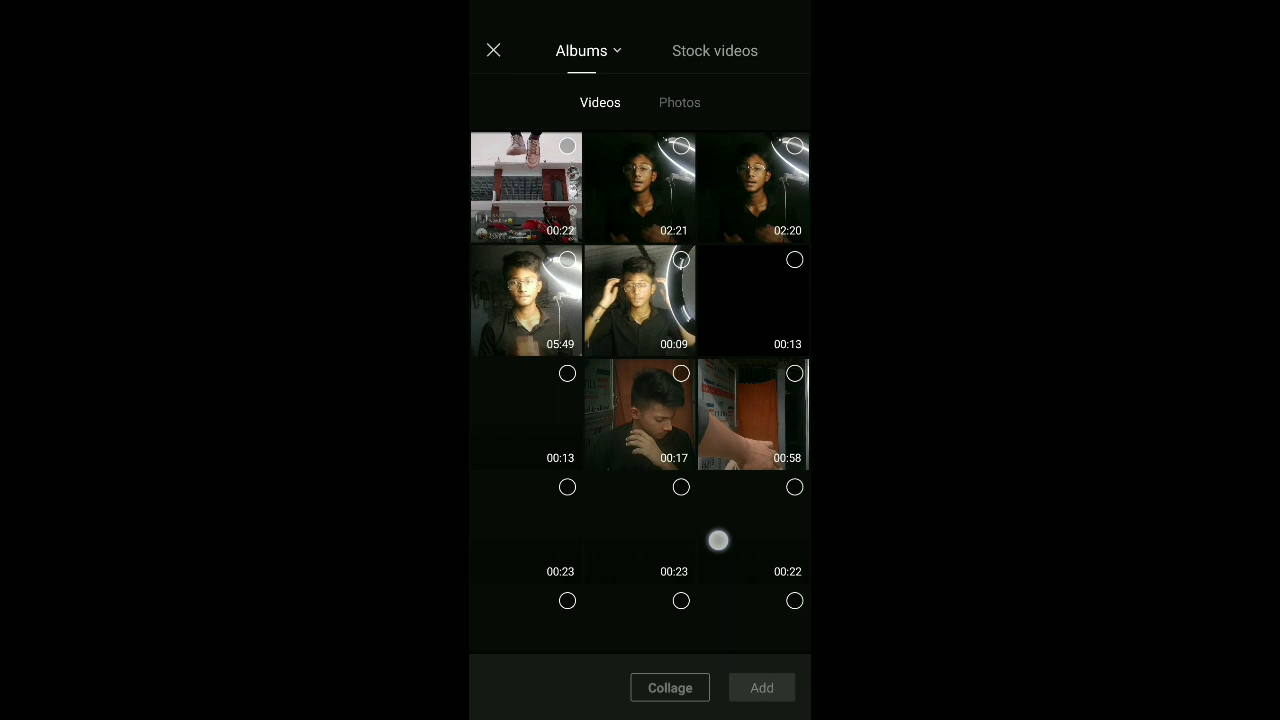 Albums
Stock videos
Videos
Photos
00:22
02:21
02:20
05:49
00:09
00:13
00:13
00:17
00:58
00:23
00:23
00:22
Collage
Add